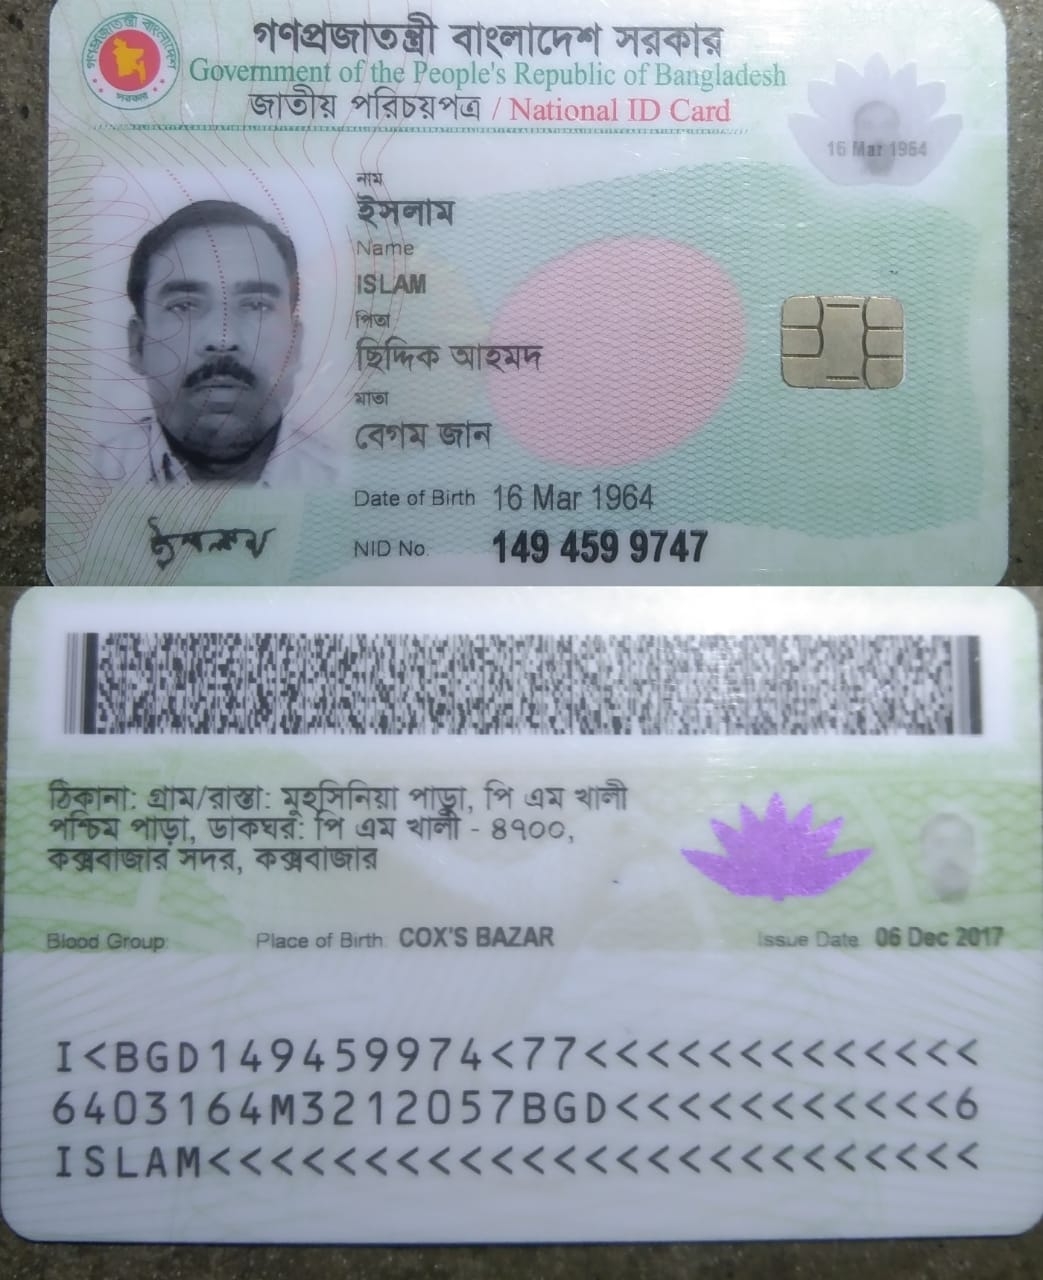 গণপ্রজাতন্ত্রী বাংলাদেশ সরকার
Government of the People's Republic of Bangladesh
জাতীয় পরিচয়পত্র / National ID Card
16 Mar 1964
নাম
ইসলাম
Name
ISLAM
পিতা
ছিদ্দিক আহমদ
মাতা
বেগম জান
Date of Birth 16 Mar 1964
NID No. 149 459 9747
ঠিকানা: গ্রাম/রাস্তা: মুহসিনিয়া পাড়া, পি এম খালী
পশ্চিম পাড়া, ডাকঘর: পি এম খালী - ৪৭০০,
কক্সবাজার সদর, কক্সবাজার
Blood Group: Place of Birth: COX'S BAZAR Issue Date: 06 Dec 2017
I<BGD149459974<77<<<<<<<<<<<<<
6403164M3212057BGD<<<<<<<<<<<6
ISLAM<<<<<<<<<<<<<<<<<<<<<<<<<